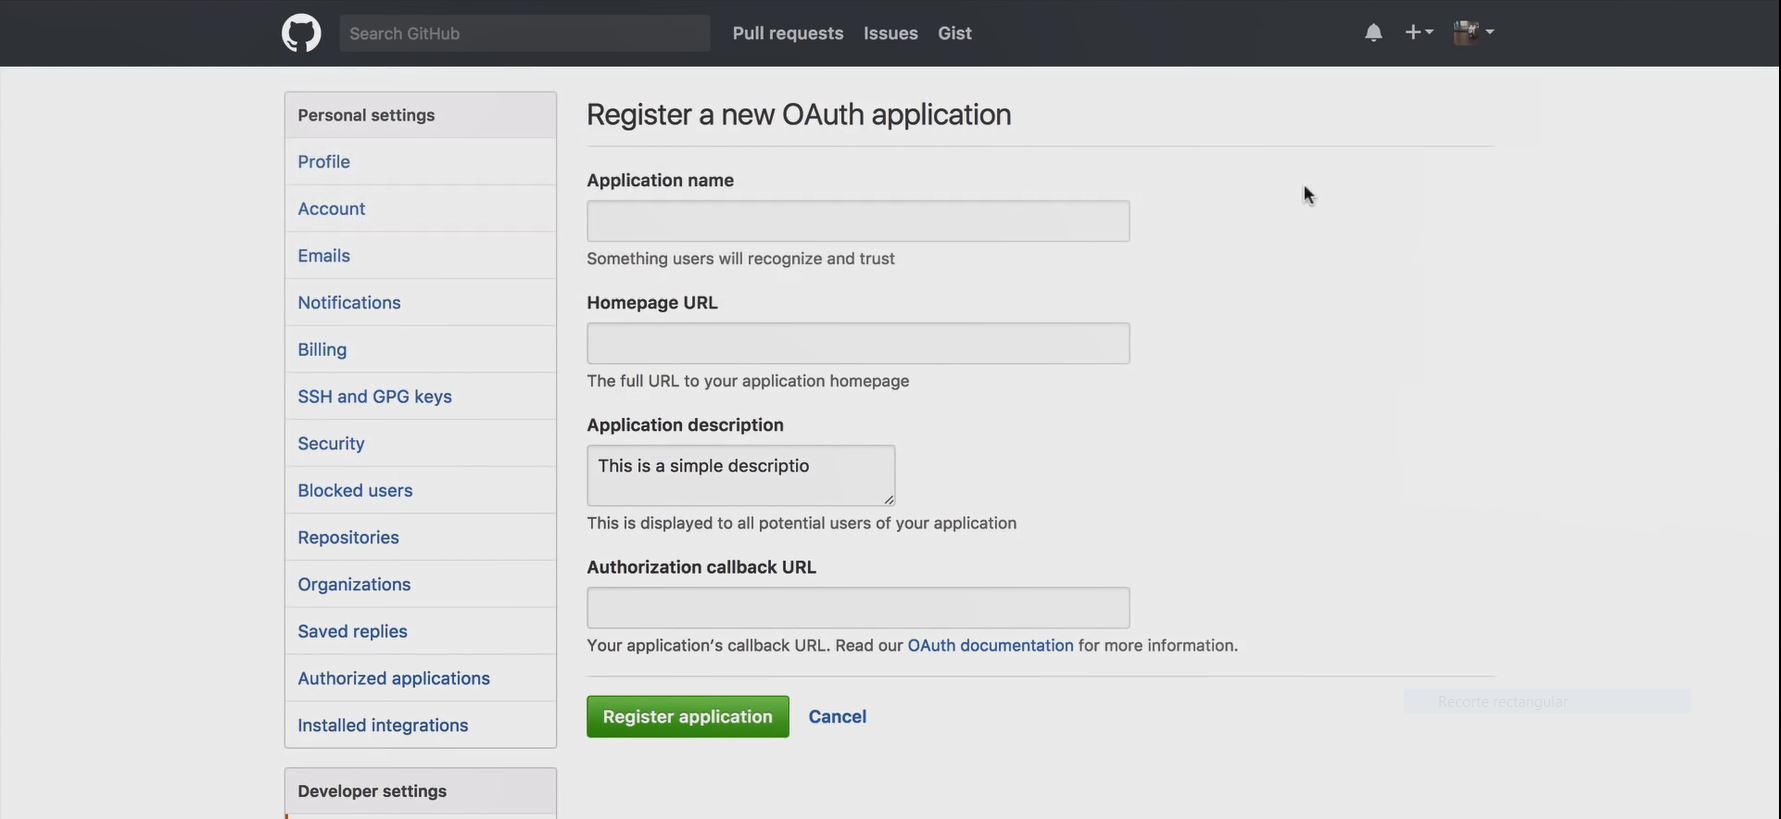 Search GitHub
Pull requests
Issues
Gist
Personal settings
Profile
Account
Emails
Notifications
Billing
SSH and GPG keys
Security
Blocked users
Repositories
Organizations
Saved replies
Authorized applications
Installed integrations
Developer settings
Register a new OAuth application
Application name
Something users will recognize and trust
Homepage URL
The full URL to your application homepage
Application description
This is a simple descriptio
This is displayed to all potential users of your application
Authorization callback URL
Your application's callback URL. Read our OAuth documentation for more information.
Register application
Cancel
Recorte rectangular